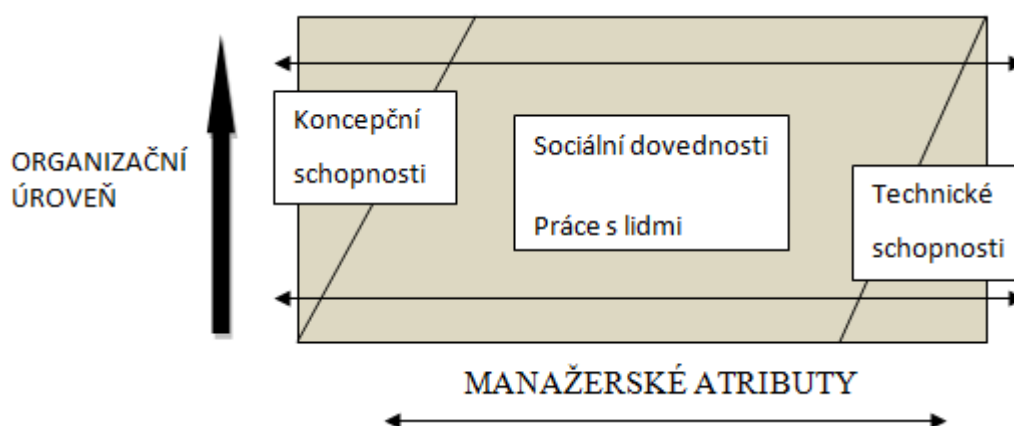 ORGANIZAČNÍ
ÚROVEŇ
Koncepční
schopnosti
Sociální dovednosti
Práce s lidmi
Technické
schopnosti
MANAŽERSKÉ ATRIBUTY